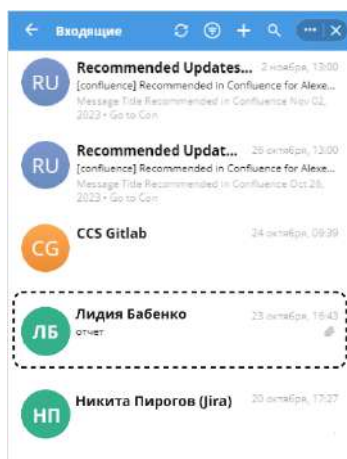 Входящие
RU
Recommended Updates... 2 ноября, 13:00
[confluence] Recommended in Confluence for Alexe...
Message Title Recommended in Confluence Nov 02,
2023 • Go to Con
RU
Recommended Updat... 26 октября, 13:00
[confluence] Recommended in Confluence for Alexe...
Message Title Recommended in Confluence Oct 26,
2023 • Go to Con
CG
CCS Gitlab 24 октября, 09:39
ЛБ
Лидия Бабенко 23 октября, 16:43
отчет
НП
Никита Пирогов (Jira) 20 октября, 17:27